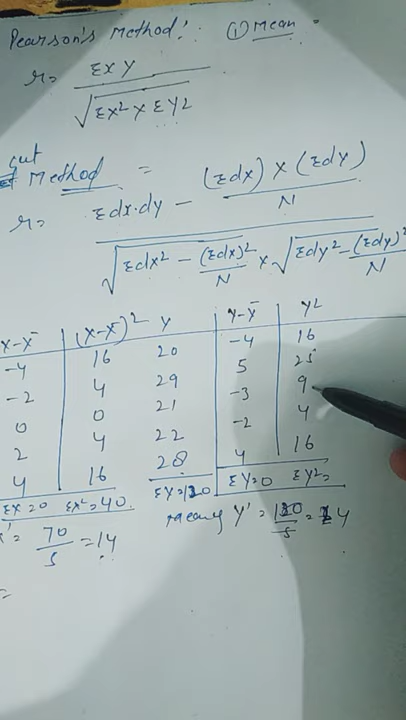 Pearson's Method: ① Mean =
r = Σxy
√Σx² × Σy²
cut
Method =
r = Σdx.dy − (Σdx) × (Σdy)
N
√Σdx² − (Σdx)² × √Σdy² − (Σdy)²
N N
x-x̄ (x-x̄)² Y Y-Ȳ Y²
-4 16 20 -4 16
-2 4 29 5 25
0 0 21 -3 9
2 4 22 -2 4
4 16 28 4 16
Σx=0 Σx²=40. ΣY=120 ΣY=0 ΣY²=
70 = 14
5
Y' = 120 = 24
5
=